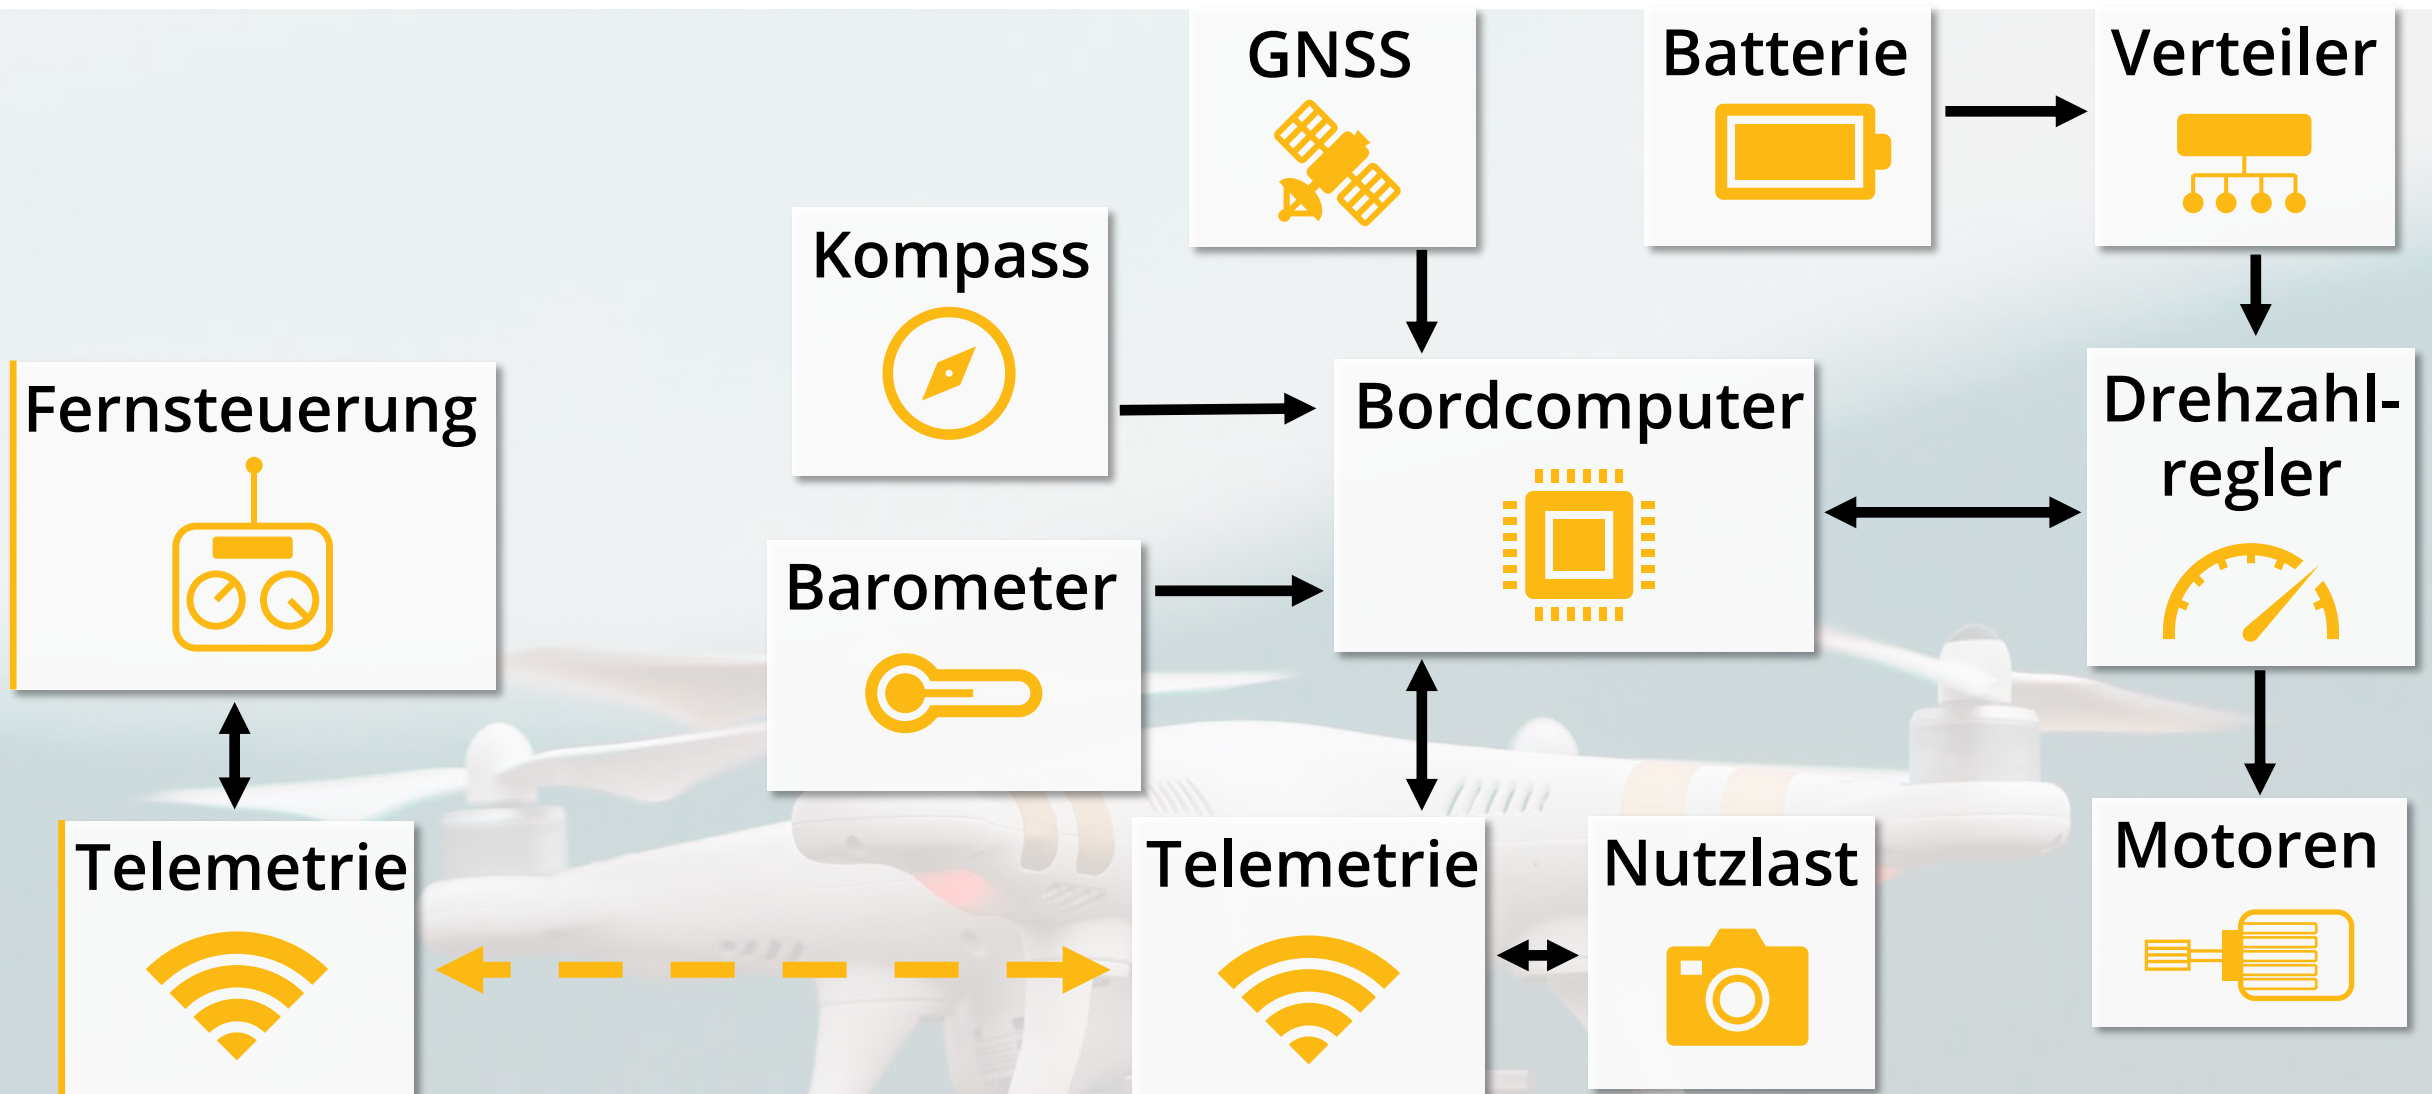 GNSS
Batterie
Verteiler
Kompass
Fernsteuerung
Bordcomputer
Drehzahl-
regler
Barometer
Telemetrie
Telemetrie
Nutzlast
Motoren